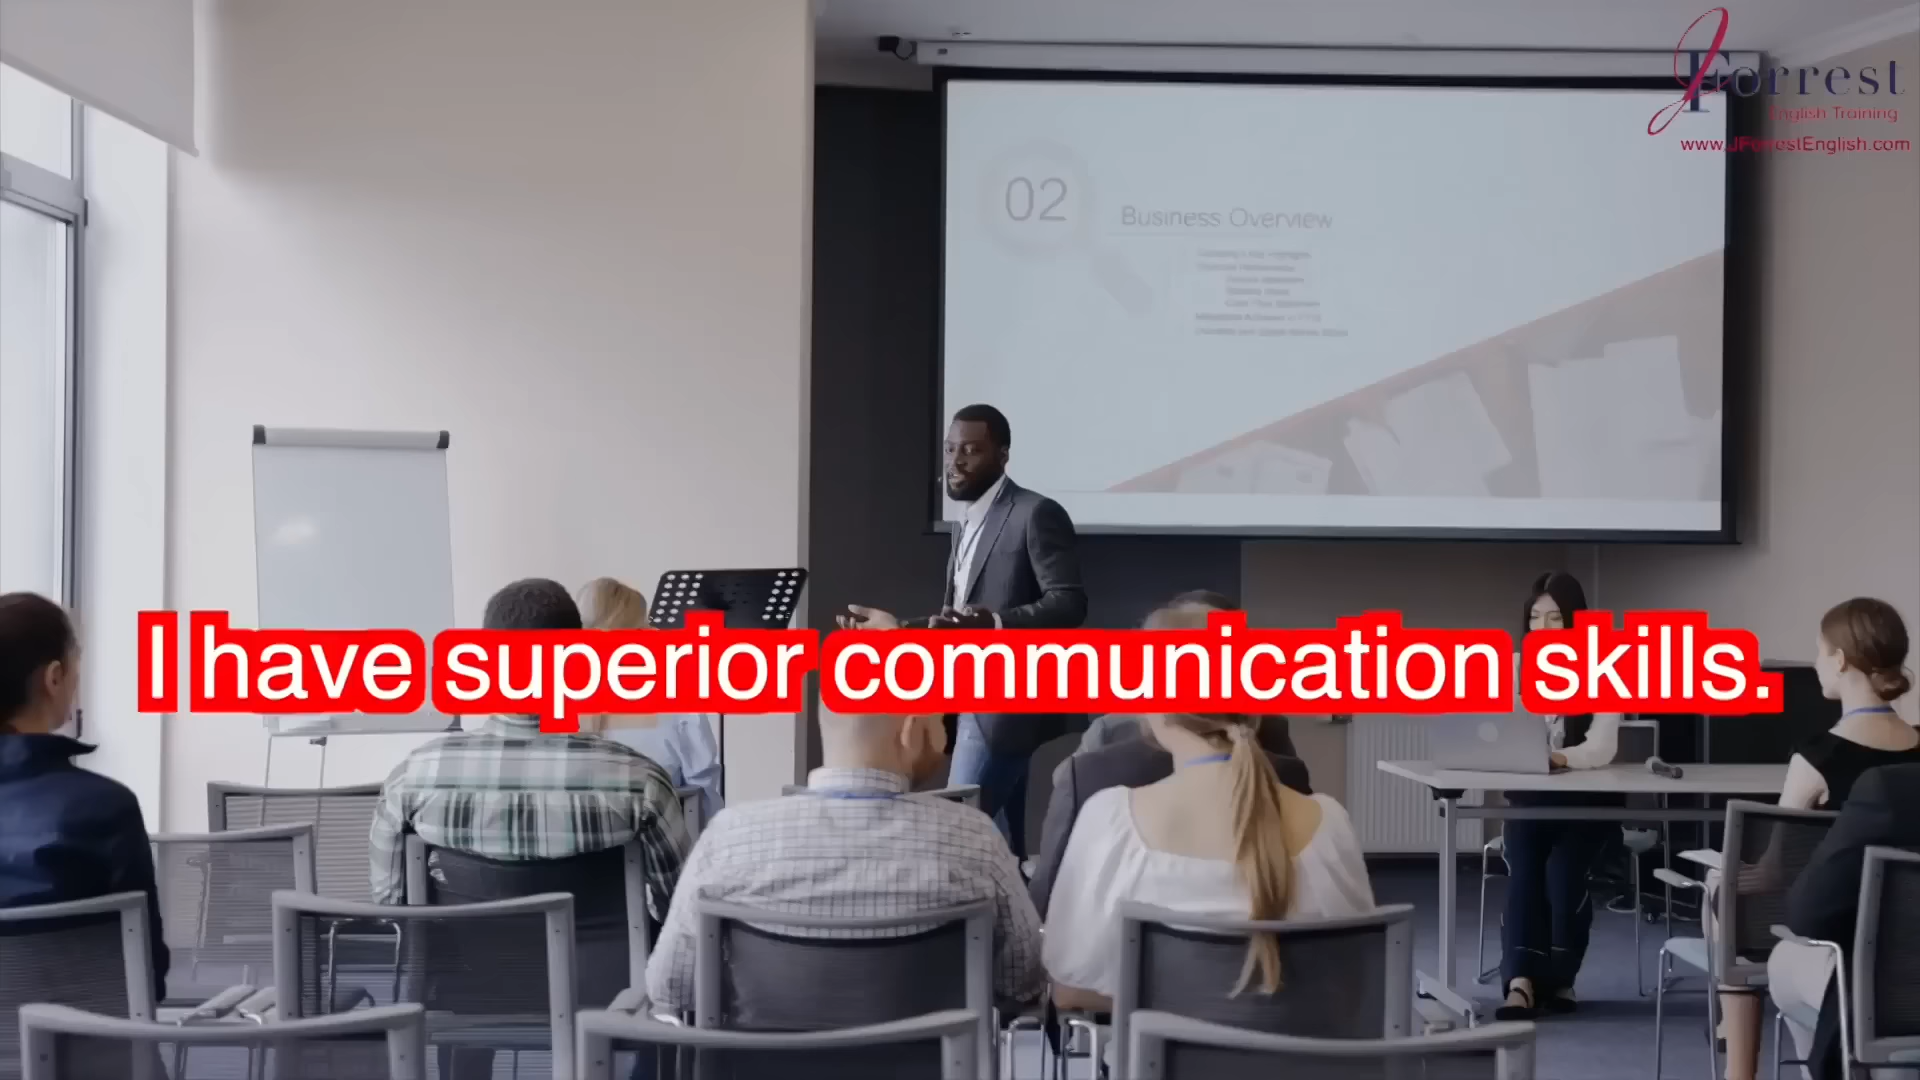 JForrest
English Training
www.JForrestEnglish.com
02
Business Overview
I have superior communication skills.